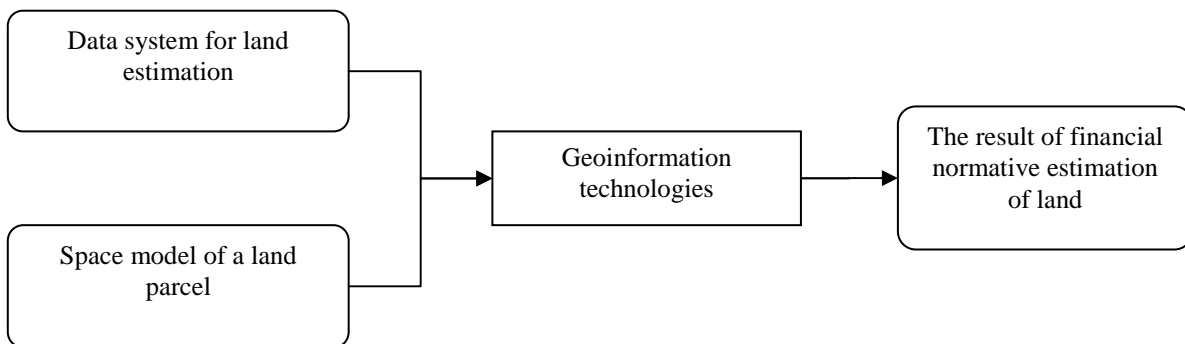 Data system for land
estimation
Space model of a land
parcel
Geoinformation
technologies
The result of financial
normative estimation
of land